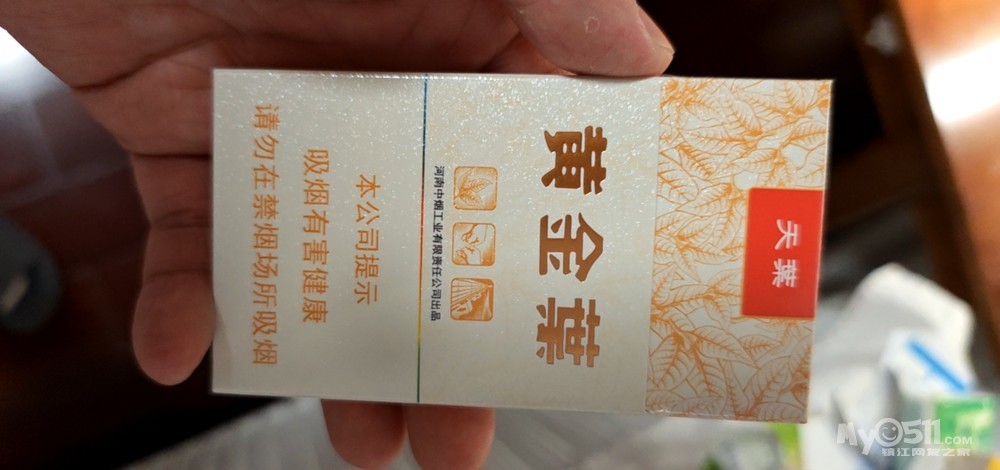 天葉
黄金葉
河南中烟工业有限责任公司出品
本公司提示
吸烟有害健康
请勿在禁烟场所吸烟
My0511.com
镇江网友之家